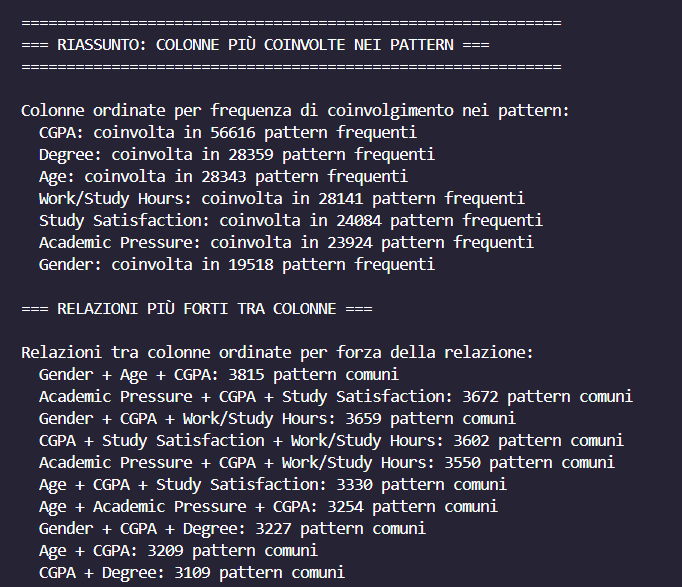 ============================================================
=== RIASSUNTO: COLONNE PIÙ COINVOLTE NEI PATTERN ===
============================================================
Colonne ordinate per frequenza di coinvolgimento nei pattern:
CGPA: coinvolta in 56616 pattern frequenti
Degree: coinvolta in 28359 pattern frequenti
Age: coinvolta in 28343 pattern frequenti
Work/Study Hours: coinvolta in 28141 pattern frequenti
Study Satisfaction: coinvolta in 24084 pattern frequenti
Academic Pressure: coinvolta in 23924 pattern frequenti
Gender: coinvolta in 19518 pattern frequenti
=== RELAZIONI PIÙ FORTI TRA COLONNE ===
Relazioni tra colonne ordinate per forza della relazione:
Gender + Age + CGPA: 3815 pattern comuni
Academic Pressure + CGPA + Study Satisfaction: 3672 pattern comuni
Gender + CGPA + Work/Study Hours: 3659 pattern comuni
CGPA + Study Satisfaction + Work/Study Hours: 3602 pattern comuni
Academic Pressure + CGPA + Work/Study Hours: 3550 pattern comuni
Age + CGPA + Study Satisfaction: 3330 pattern comuni
Age + Academic Pressure + CGPA: 3254 pattern comuni
Gender + CGPA + Degree: 3227 pattern comuni
Age + CGPA: 3209 pattern comuni
CGPA + Degree: 3109 pattern comuni